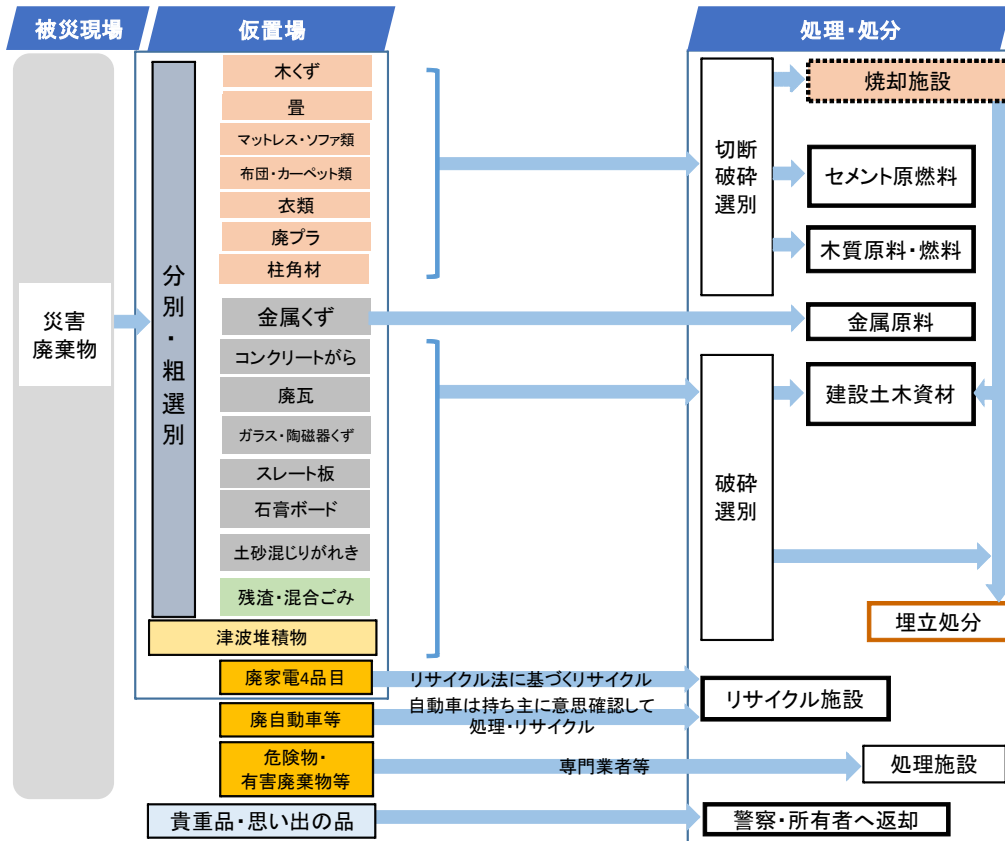 被災現場
仮置場
処理・処分
災害
廃棄物
分別・粗選別
木くず
畳
マットレス・ソファ類
布団・カーペット類
衣類
廃プラ
柱角材
金属くず
コンクリートがら
廃瓦
ガラス・陶磁器くず
スレート板
石膏ボード
土砂混じりがれき
残渣・混合ごみ
津波堆積物
廃家電4品目
廃自動車等
危険物・
有害廃棄物等
貴重品・思い出の品
リサイクル法に基づくリサイクル
自動車は持ち主に意思確認して
処理・リサイクル
専門業者等
切断
破砕
選別
破砕
選別
焼却施設
セメント原燃料
木質原料・燃料
金属原料
建設土木資材
埋立処分
リサイクル施設
処理施設
警察・所有者へ返却